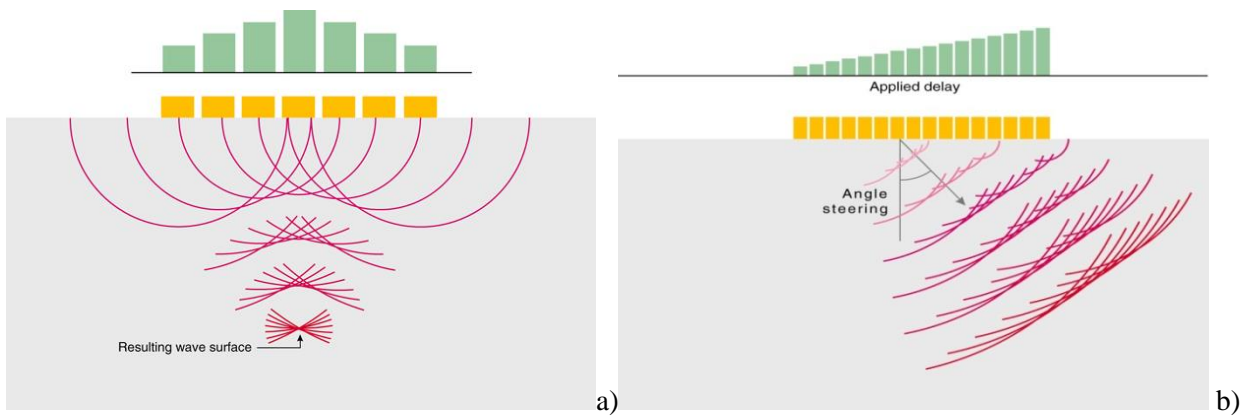 Resulting wave surface
a)
Applied delay
Angle
steering
b)